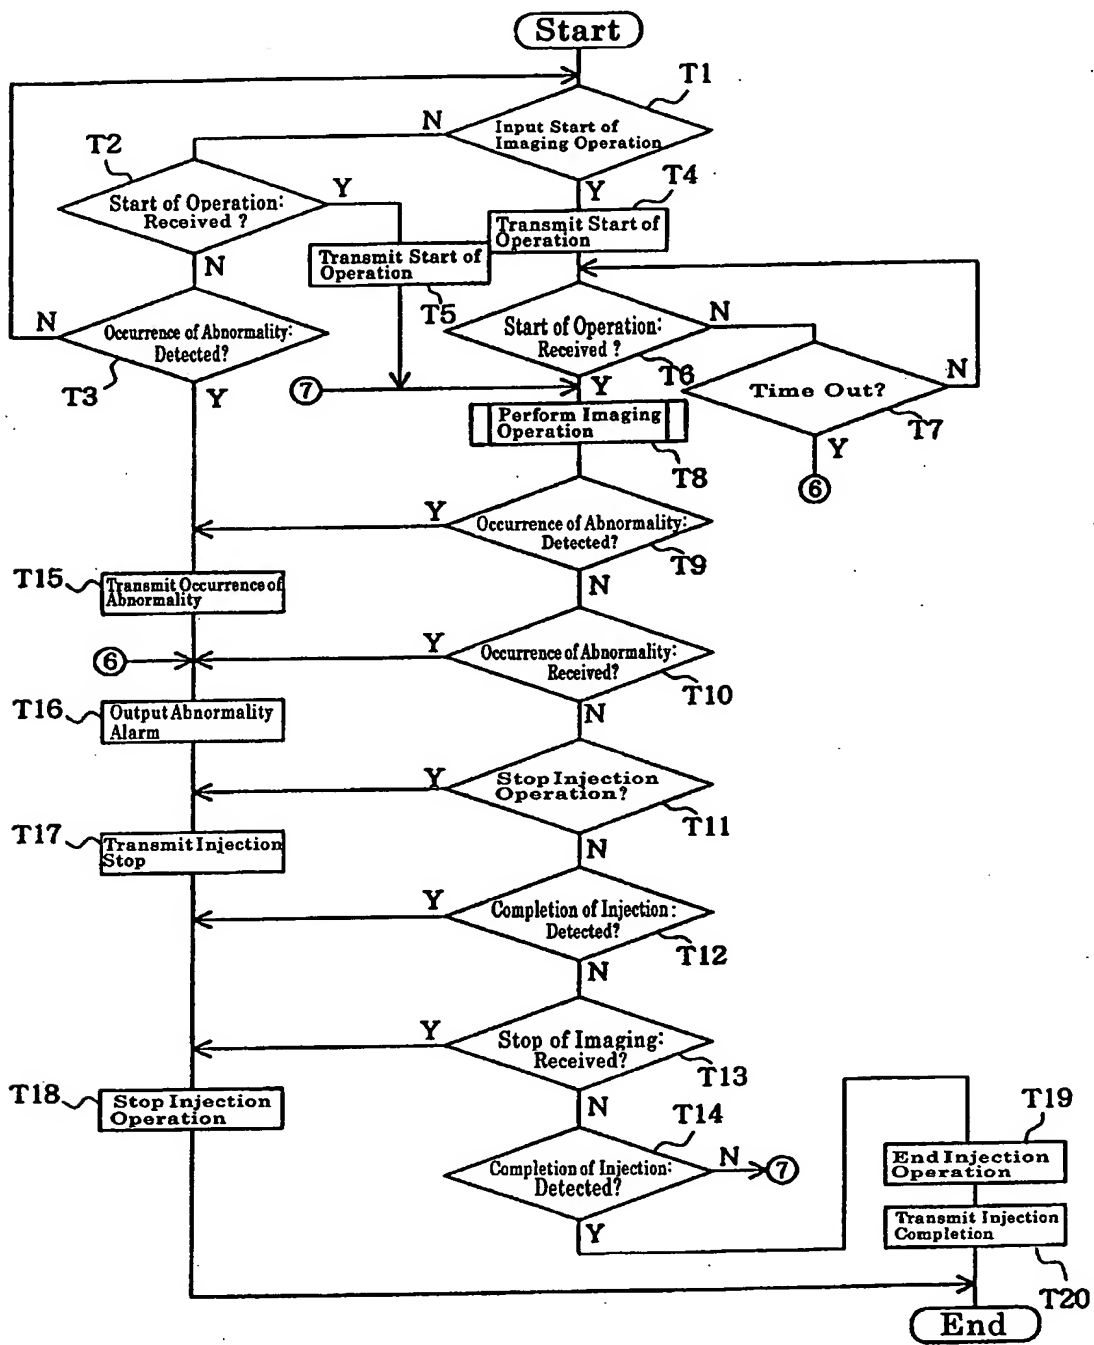 Start
T1
Input Start of
Imaging Operation
N
Y
T2
Start of Operation:
Received ?
Y
N
T4
Transmit Start of
Operation
Transmit Start of
Operation
T5
N
Occurrence of Abnormality:
Detected?
T3
Y
Start of Operation:
Received ?
N
T6
Y
Time Out?
N
T7
Y
6
7
Perform Imaging
Operation
T8
Y
Occurrence of Abnormality:
Detected?
T9
N
T15
Transmit Occurrence of
Abnormality
6
Y
Occurrence of Abnormality:
Received?
T10
N
T16
Output Abnormality
Alarm
Y
Stop Injection
Operation?
T11
N
T17
Transmit Injection
Stop
Y
Completion of Injection:
Detected?
T12
N
Y
Stop of Imaging:
Received?
T13
N
T18
Stop Injection
Operation
T14
Completion of Injection:
Detected?
N
7
Y
T19
End Injection
Operation
Transmit Injection
Completion
T20
End